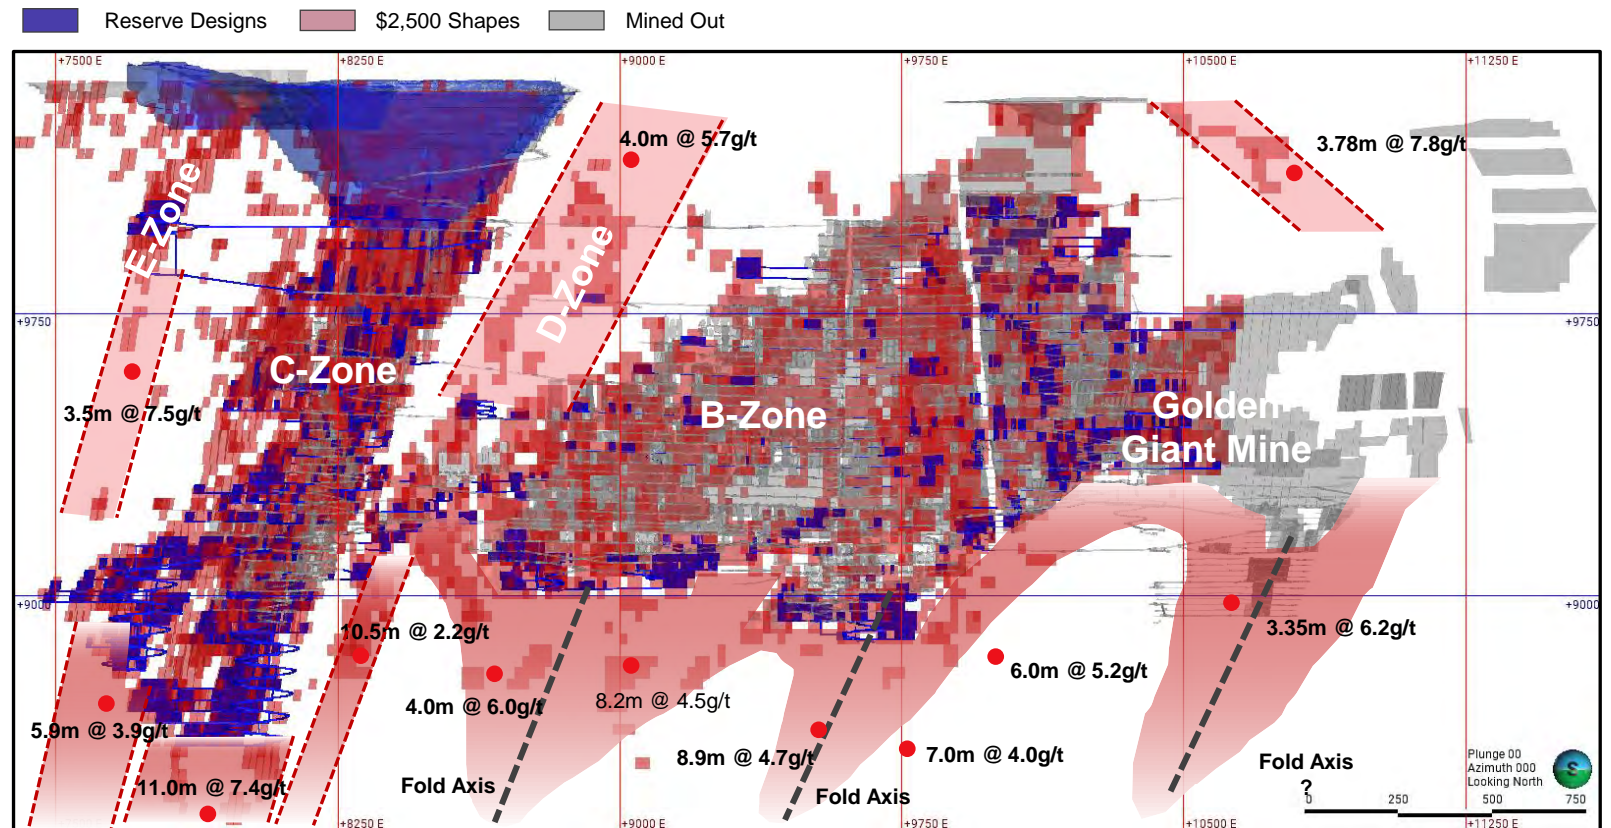 Reserve Designs
$2,500 Shapes
Mined Out
+7500 E
+8250 E
+9000 E
+9750 E
+10500 E
+11250 E
4.0m @ 5.7g/t
3.78m @ 7.8g/t
E-Zone
D-Zone
+9750
+9750
C-Zone
B-Zone
Golden
Giant Mine
3.5m @ 7.5g/t
+9000
+9000
10.5m @ 2.2g/t
3.35m @ 6.2g/t
6.0m @ 5.2g/t
4.0m @ 6.0g/t
8.2m @ 4.5g/t
5.9m @ 3.9g/t
8.9m @ 4.7g/t
7.0m @ 4.0g/t
11.0m @ 7.4g/t
Fold Axis
Fold Axis
Fold Axis
?
Plunge 00
Azimuth 000
Looking North
S
0
250
500
750
+8250 E
+9000 E
+9750 E
+10500 E
+11250 E